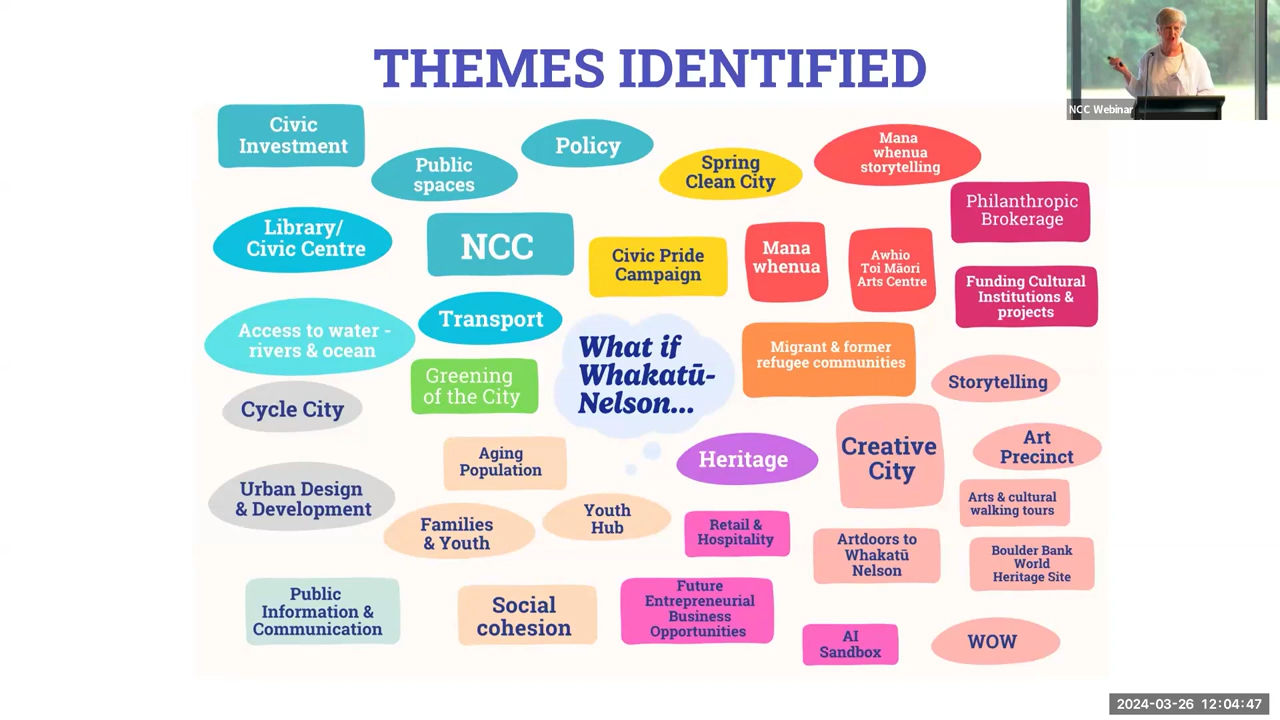 THEMES IDENTIFIED
NCC Webinar
Civic
Investment
Public
spaces
Policy
Spring
Clean City
Mana
whenua
storytelling
Philanthropic
Brokerage
Library/
Civic Centre
NCC
Civic Pride
Campaign
Mana
whenua
Awhio
Toi Māori
Arts Centre
Funding Cultural
Institutions &
projects
Access to water -
rivers & ocean
Transport
What if
Whakatū-
Nelson...
Migrant & former
refugee communities
Storytelling
Cycle City
Greening
of the City
Aging
Population
Heritage
Creative
City
Art
Precinct
Urban Design
& Development
Families
& Youth
Youth
Hub
Retail &
Hospitality
Artdoors to
Whakatū
Nelson
Arts & cultural
walking tours
Boulder Bank
World
Heritage Site
Public
Information &
Communication
Social
cohesion
Future
Entrepreneurial
Business
Opportunities
AI
Sandbox
WOW
2024-03-26 12:04:47